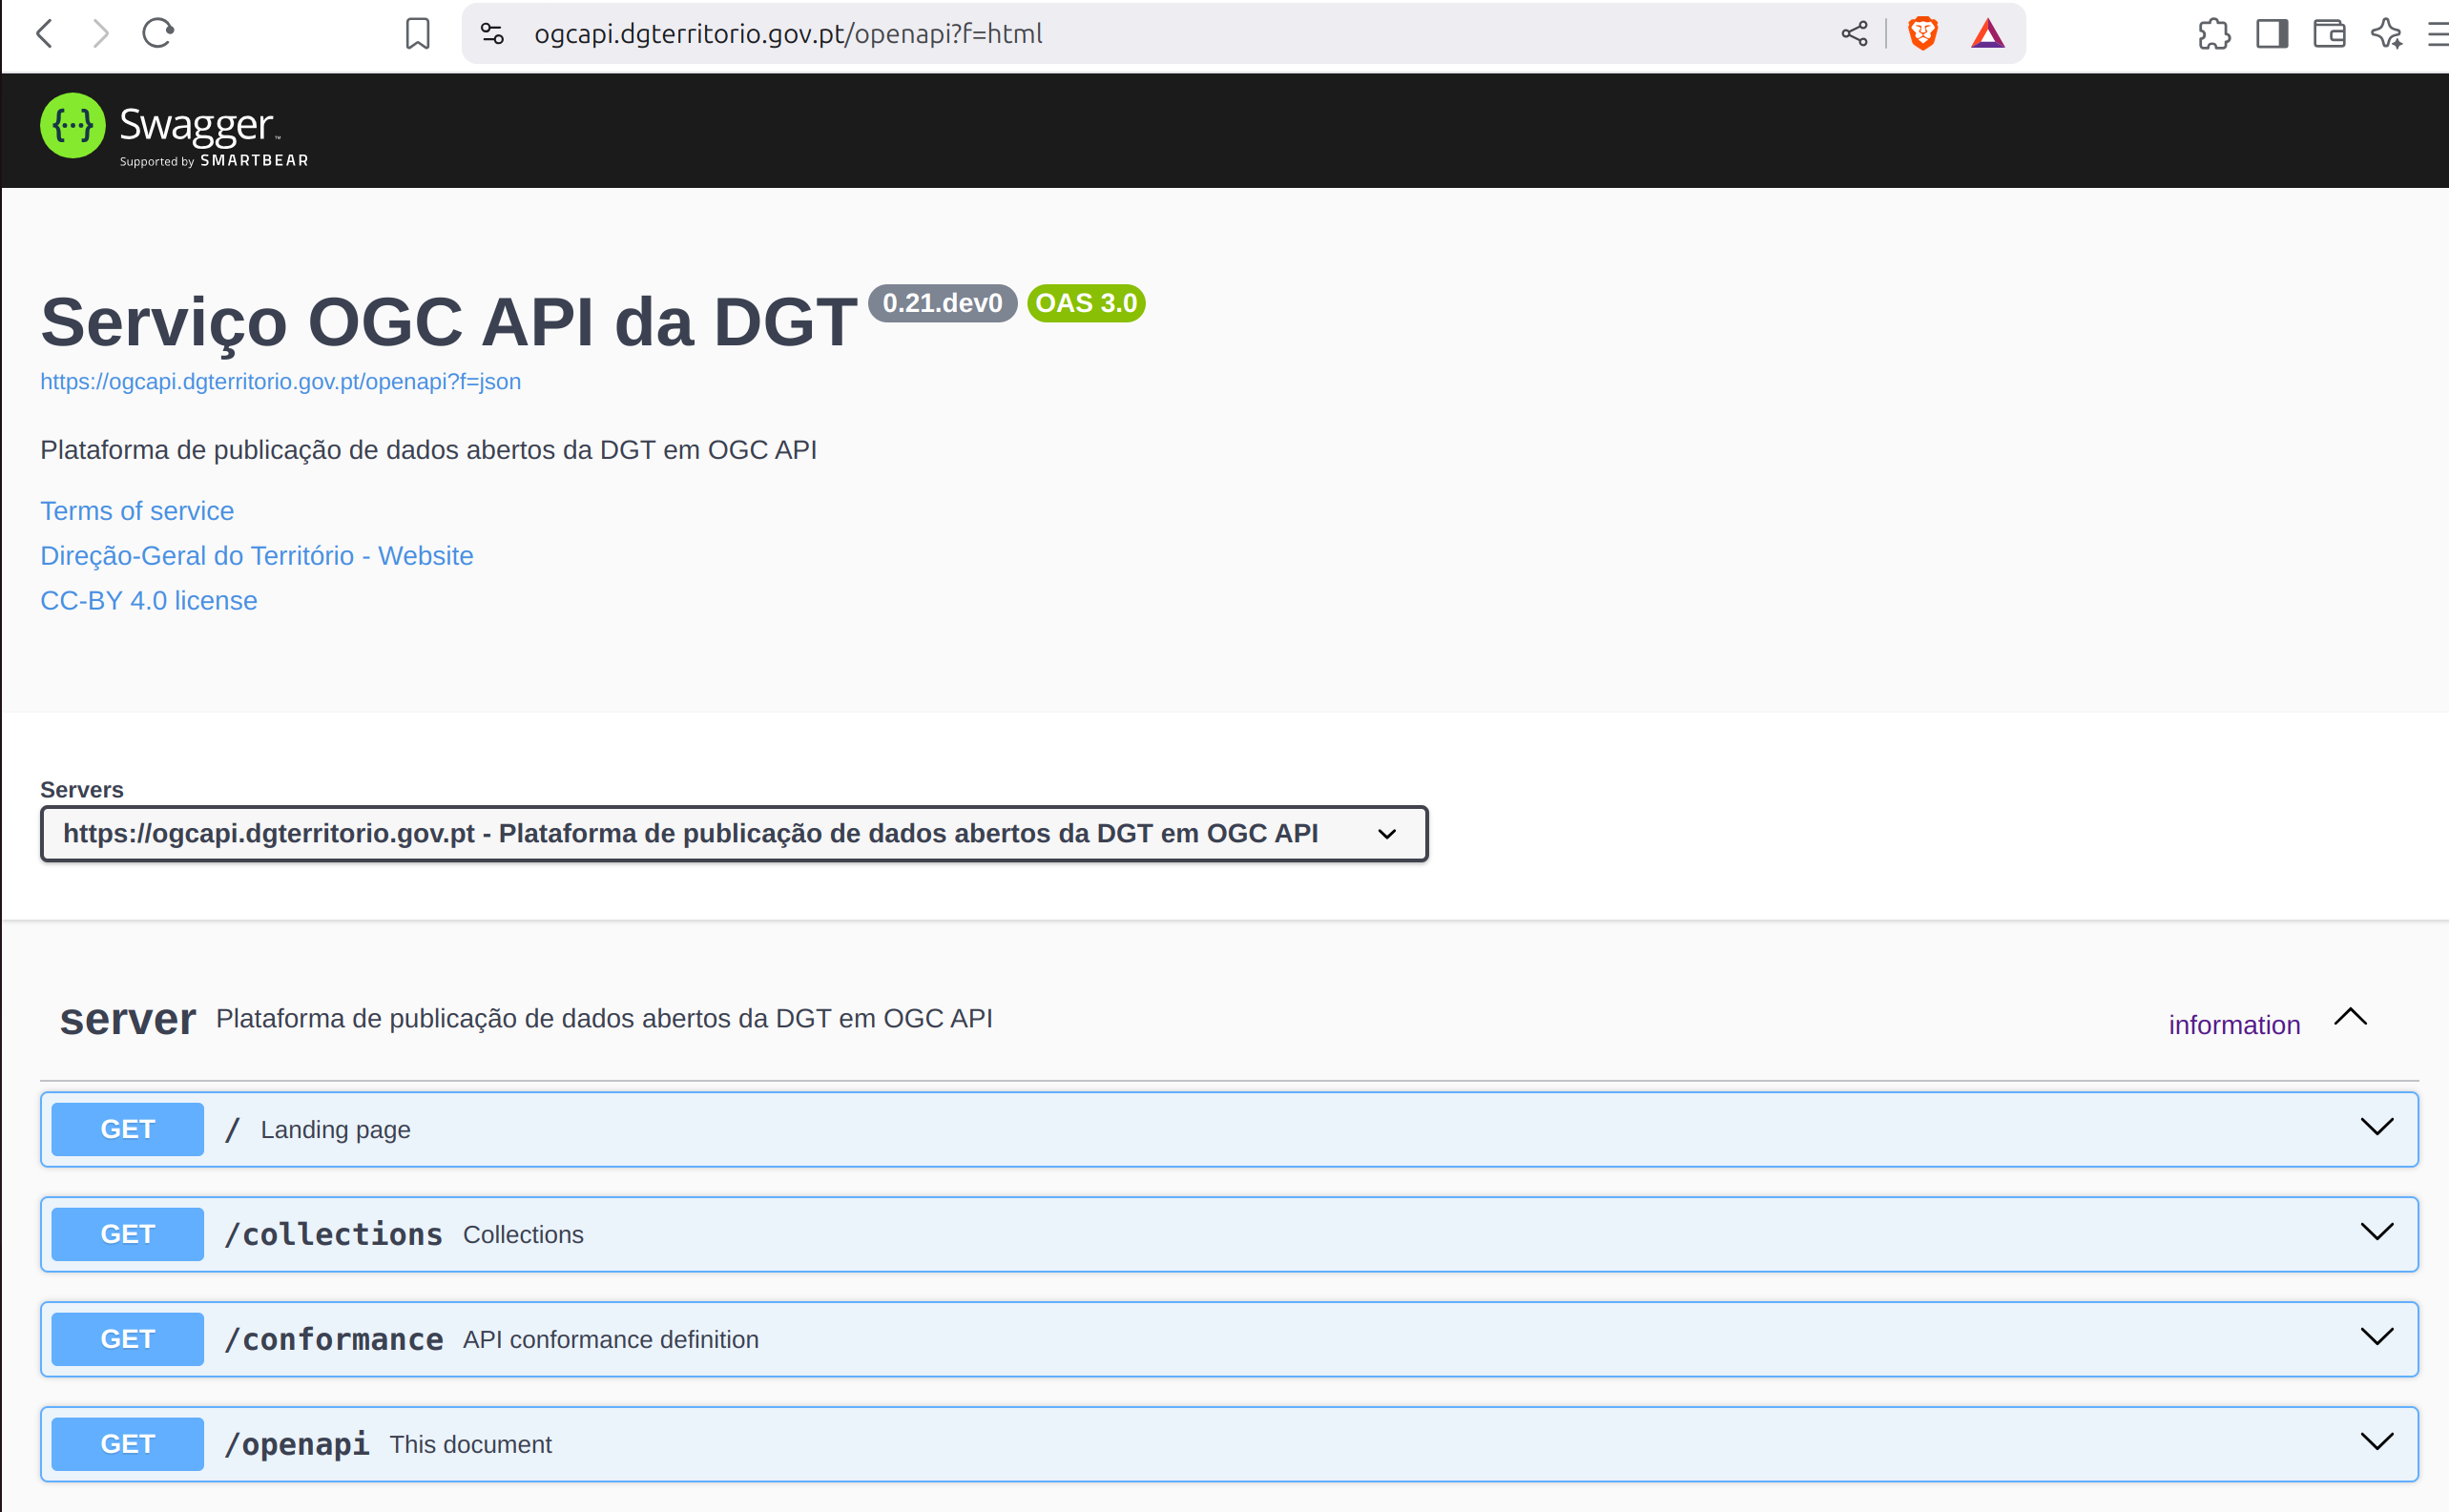 ogcapi.dgterritorio.gov.pt/openapi?f=html
{···} Swagger™
Supported by SMARTBEAR
Serviço OGC API da DGT 0.21.dev0 OAS 3.0
https://ogcapi.dgterritorio.gov.pt/openapi?f=json
Plataforma de publicação de dados abertos da DGT em OGC API
Terms of service
Direção-Geral do Território - Website
CC-BY 4.0 license
Servers
https://ogcapi.dgterritorio.gov.pt - Plataforma de publicação de dados abertos da DGT em OGC API
server Plataforma de publicação de dados abertos da DGT em OGC API information
GET / Landing page
GET /collections Collections
GET /conformance API conformance definition
GET /openapi This document